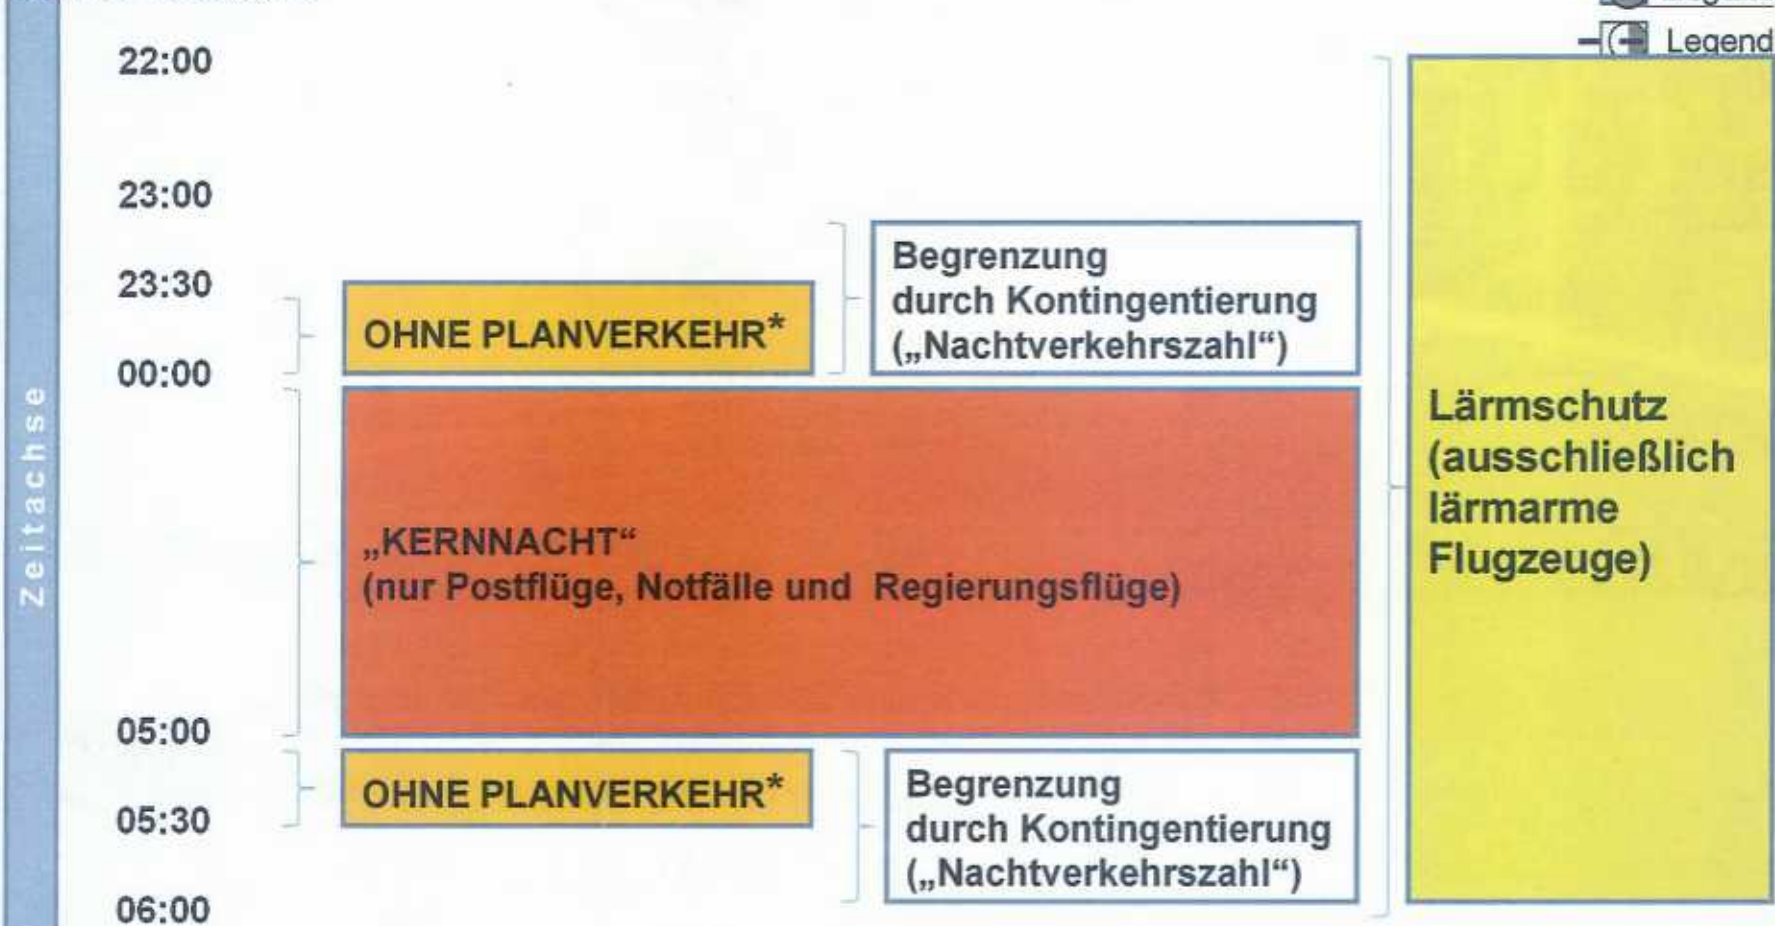 Legend
22:00
23:00
23:30
00:00
05:00
05:30
06:00
Zeitachse
OHNE PLANVERKEHR*
Begrenzung
durch Kontingentierung
(„Nachtverkehrszahl“)
„KERNNACHT“
(nur Postflüge, Notfälle und Regierungsflüge)
OHNE PLANVERKEHR*
Begrenzung
durch Kontingentierung
(„Nachtverkehrszahl“)
Lärmschutz
(ausschließlich
lärmarme
Flugzeuge)